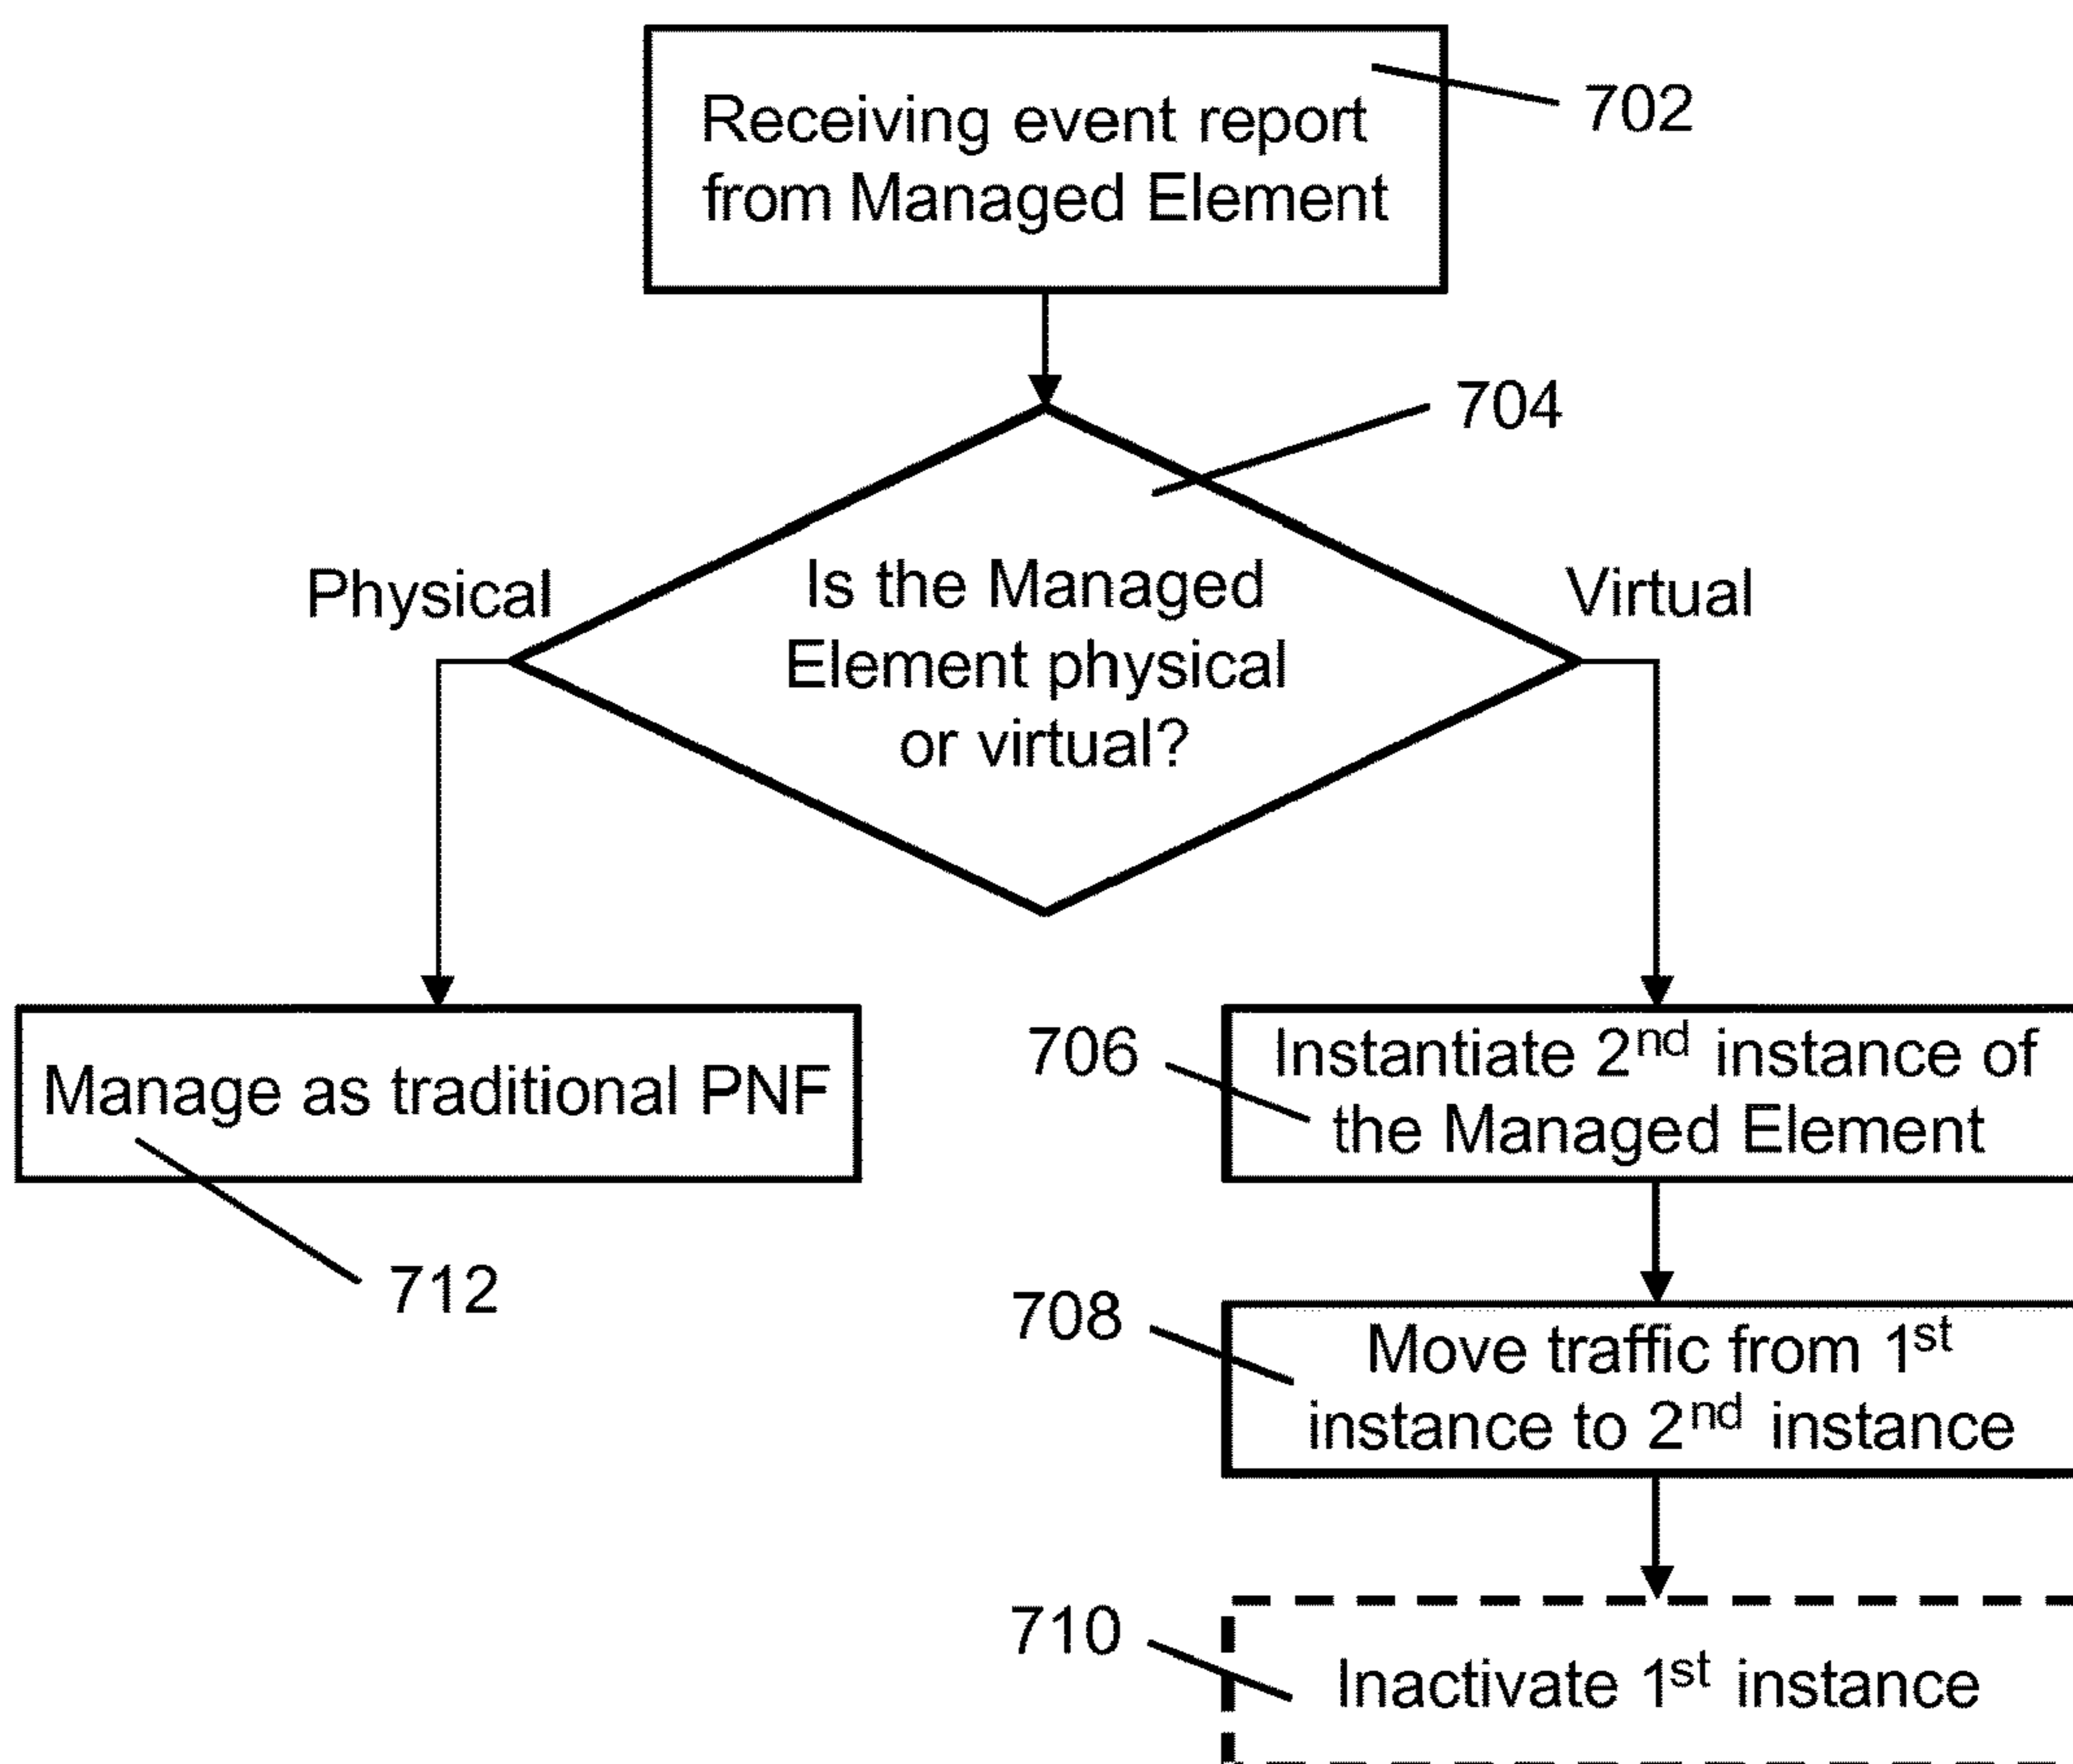 Receiving event report
from Managed Element
702
704
Physical
Is the Managed
Element physical
or virtual?
Virtual
Manage as traditional PNF
712
706
Instantiate 2nd instance of
the Managed Element
708
Move traffic from 1st
instance to 2nd instance
710
Inactivate 1st instance